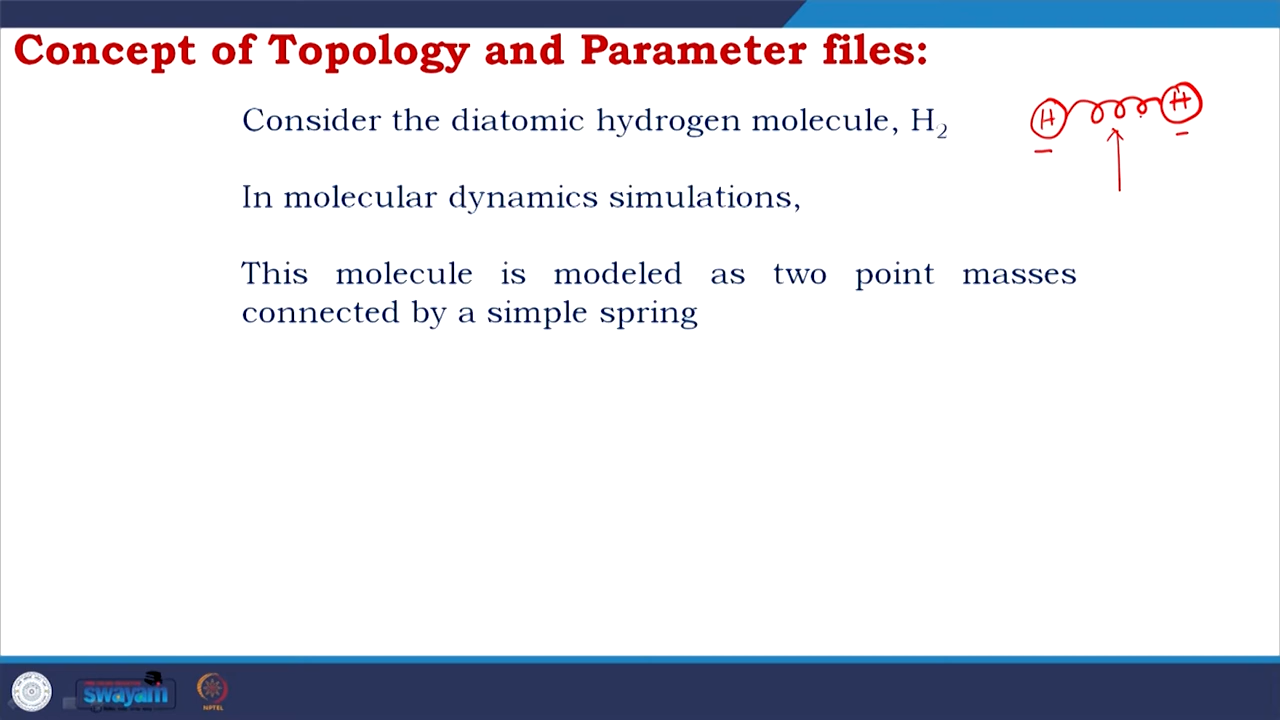 Concept of Topology and Parameter files:
Consider the diatomic hydrogen molecule, H₂
H H
In molecular dynamics simulations,
This molecule is modeled as two point masses
connected by a simple spring
swayam
NPTEL